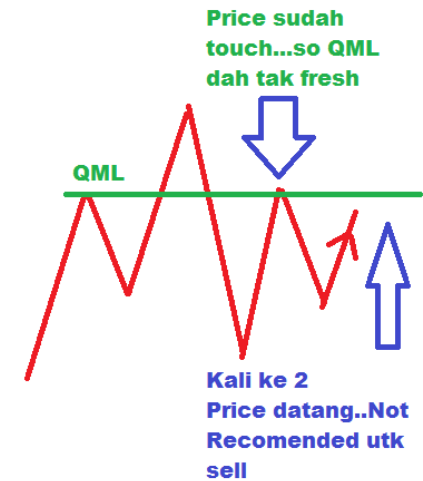 Price sudah
touch...so QML
dah tak fresh
QML
Kali ke 2
Price datang..Not
Recomended utk
sell